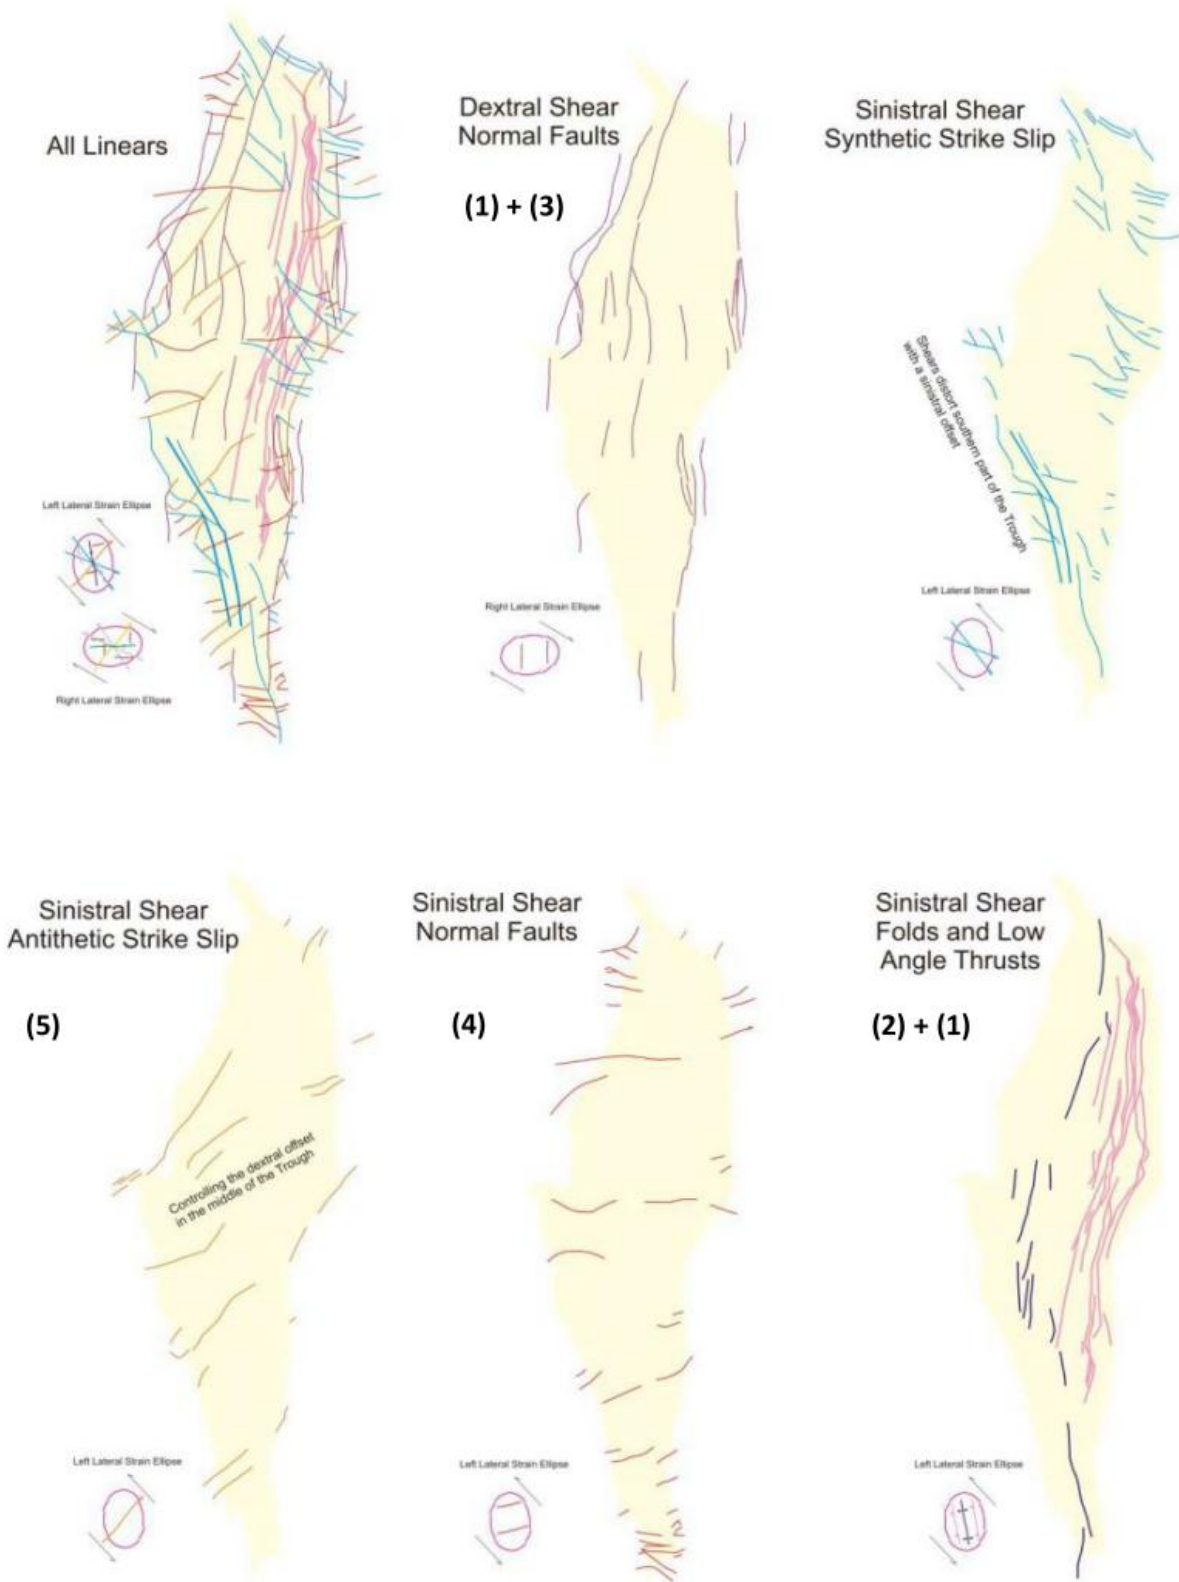 All Linears
Left Lateral Strain Ellipse
Right Lateral Strain Ellipse
Dextral Shear
Normal Faults
(1) + (3)
Right Lateral Strain Ellipse
Sinistral Shear
Synthetic Strike Slip
Shears distort southern part of the Trough
with a sinistral offset
Left Lateral Strain Ellipse
Sinistral Shear
Antithetic Strike Slip
(5)
Controlling the dextral offset
in the middle of the Trough
Left Lateral Strain Ellipse
Sinistral Shear
Normal Faults
(4)
Left Lateral Strain Ellipse
Sinistral Shear
Folds and Low
Angle Thrusts
(2) + (1)
Left Lateral Strain Ellipse